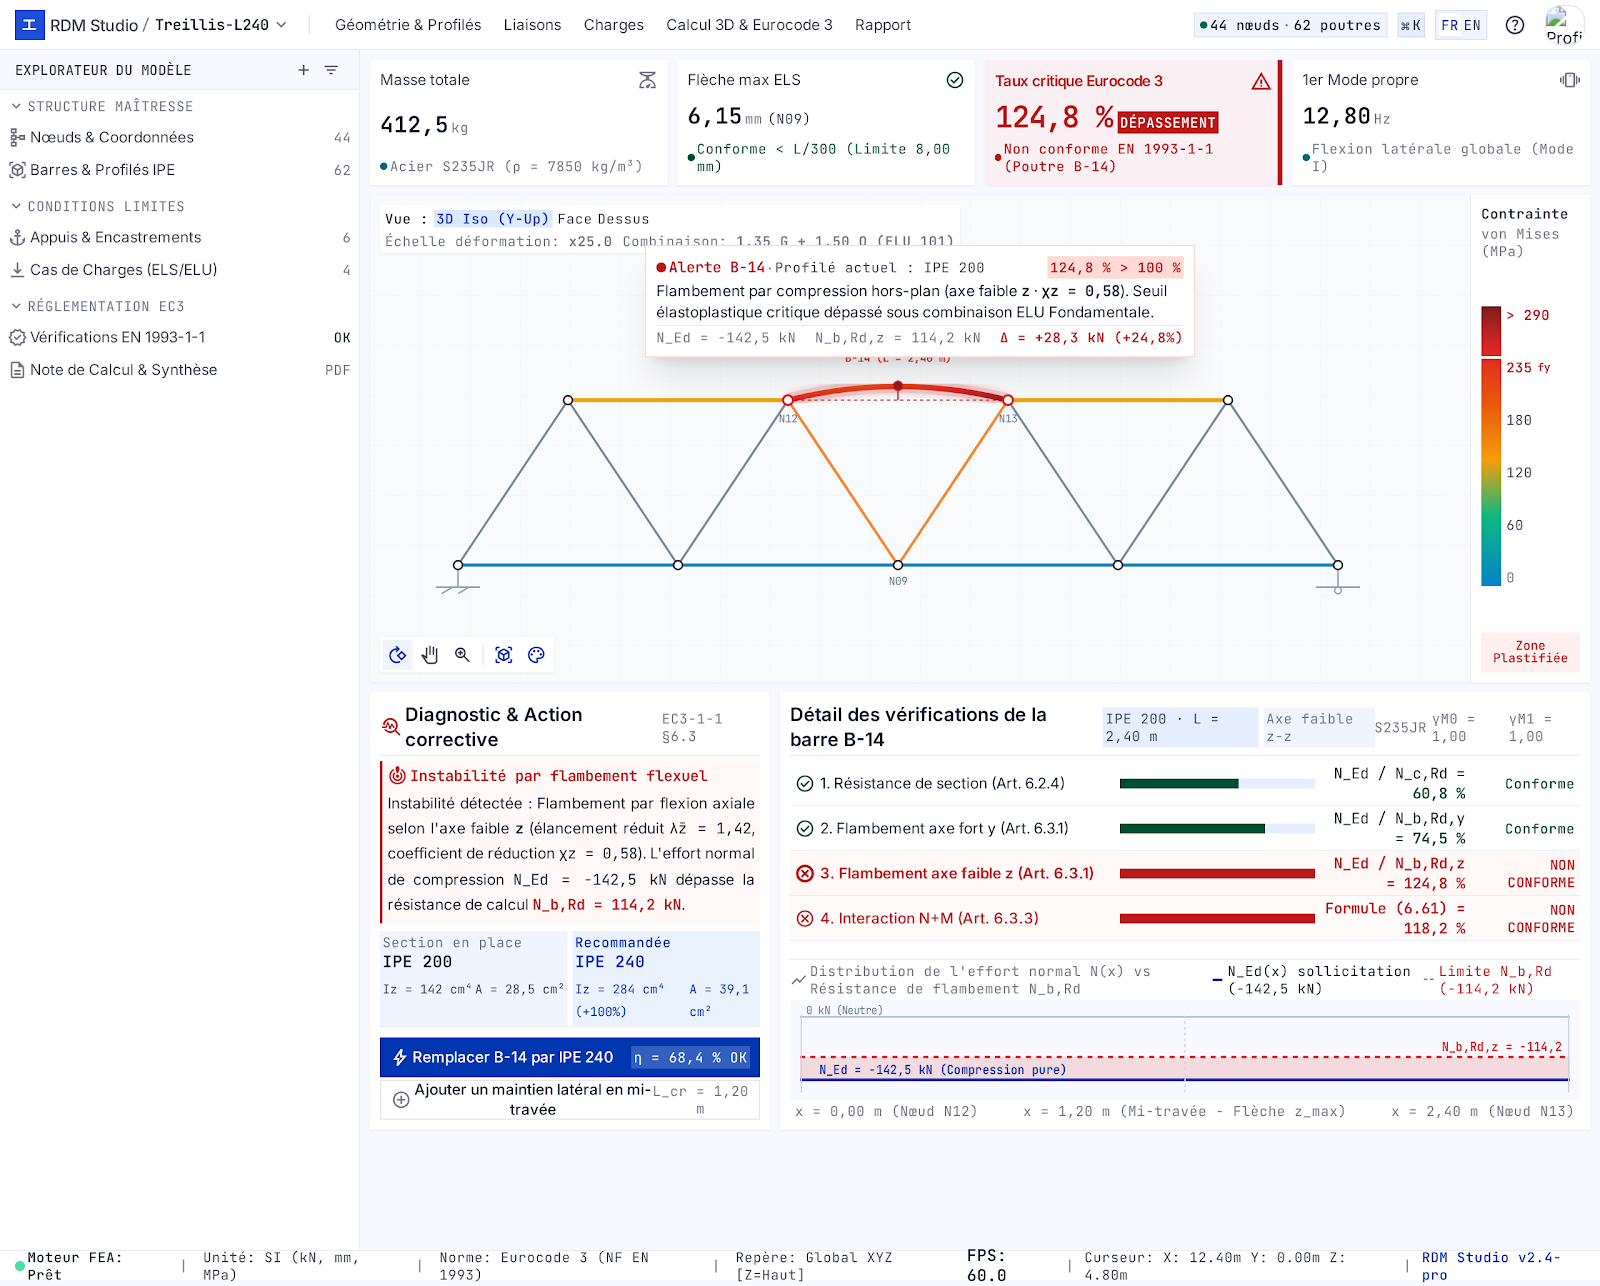 RDM Studio / Treillis-L240
Géométrie & Profilés Liaisons Charges Calcul 3D & Eurocode 3 Rapport
44 nœuds · 62 poutres ⌘K FR EN
Profi
EXPLORATEUR DU MODÈLE
STRUCTURE MAÎTRESSE
Nœuds & Coordonnées 44
Barres & Profilés IPE 62
CONDITIONS LIMITES
Appuis & Encastrements 6
Cas de Charges (ELS/ELU) 4
RÉGLEMENTATION EC3
Vérifications EN 1993-1-1 OK
Note de Calcul & Synthèse PDF
Masse totale
412,5 kg
Acier S235JR (ρ = 7850 kg/m³)
Flèche max ELS
6,15 mm (N09)
Conforme < L/300 (Limite 8,00
mm)
Taux critique Eurocode 3
124,8 % DÉPASSEMENT
Non conforme EN 1993-1-1
(Poutre B-14)
1er Mode propre
12,80 Hz
Flexion latérale globale (Mode
I)
Vue : 3D Iso (Y-Up) Face Dessus
Échelle déformation: x25.0 Combinaison: 1.35 G + 1.50 Q (ELU 101)
Alerte B-14 · Profilé actuel : IPE 200 124,8 % > 100 %
Flambement par compression hors-plan (axe faible z · χz = 0,58). Seuil
élastoplastique critique dépassé sous combinaison ELU Fondamentale.
N_Ed = -142,5 kN N_b,Rd,z = 114,2 kN Δ = +28,3 kN (+24,8%)
B-14 (L = 2,40 m)
N12
N13
N09
Contrainte
von Mises
(MPa)
> 290
235 fy
180
120
60
0
Zone
Plastifiée
Diagnostic & Action
corrective
EC3-1-1
§6.3
Instabilité par flambement flexuel
Instabilité détectée : Flambement par flexion axiale
selon l'axe faible z (élancement réduit λz̄ = 1,42,
coefficient de réduction χz = 0,58). L'effort normal
de compression N_Ed = -142,5 kN dépasse la
résistance de calcul N_b,Rd = 114,2 kN.
Section en place
IPE 200
Iz = 142 cm⁴ A = 28,5 cm²
Recommandée
IPE 240
Iz = 284 cm⁴ A = 39,1
(+100%) cm²
Remplacer B-14 par IPE 240 η = 68,4 % OK
Ajouter un maintien latéral en mi-
travée
L_cr = 1,20
m
Détail des vérifications de la
barre B-14
IPE 200 · L =
2,40 m
Axe faible
z-z
S235JR
γM0 =
1,00
γM1 =
1,00
1. Résistance de section (Art. 6.2.4) N_Ed / N_c,Rd =
60,8 %
Conforme
2. Flambement axe fort y (Art. 6.3.1) N_Ed / N_b,Rd,y
= 74,5 %
Conforme
3. Flambement axe faible z (Art. 6.3.1) N_Ed / N_b,Rd,z
= 124,8 %
NON
CONFORME
4. Interaction N+M (Art. 6.3.3) Formule (6.61) =
118,2 %
NON
CONFORME
Distribution de l'effort normal N(x) vs
Résistance de flambement N_b,Rd
N_Ed(x) sollicitation
(-142,5 kN)
Limite N_b,Rd
(-114,2 kN)
0 kN (Neutre)
N_b,Rd,z = -114,2
N_Ed = -142,5 kN (Compression pure)
x = 0,00 m (Nœud N12) x = 1,20 m (Mi-travée - Flèche z_max) x = 2,40 m (Nœud N13)
Moteur FEA:
Prêt
|
Unité: SI (kN, mm,
MPa)
|
Norme: Eurocode 3 (NF EN
1993)
|
Repère: Global XYZ
[Z=Haut]
FPS:
60.0
|
Curseur: X: 12.40m Y: 0.00m Z:
4.80m
|
RDM Studio v2.4-
pro